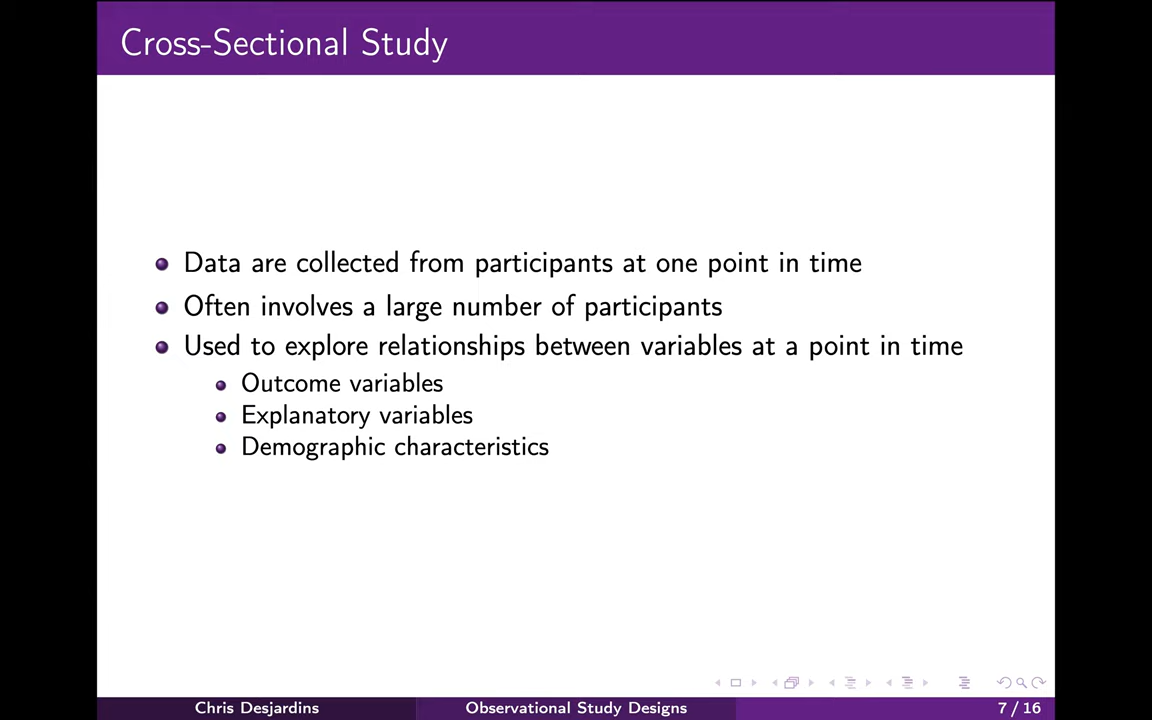 Cross-Sectional Study
Data are collected from participants at one point in time
Often involves a large number of participants
Used to explore relationships between variables at a point in time
Outcome variables
Explanatory variables
Demographic characteristics
Chris Desjardins Observational Study Designs 7 / 16